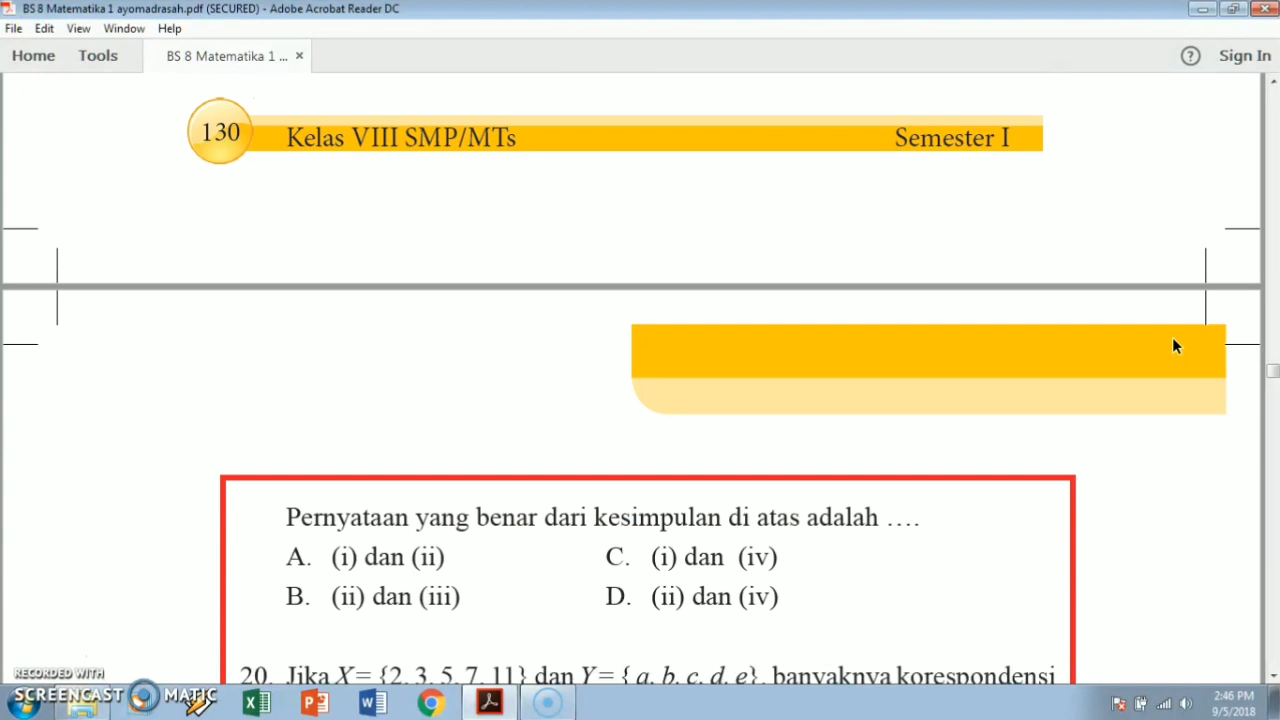 BS 8 Matematika 1 ayomadrasah.pdf (SECURED) - Adobe Acrobat Reader DC
File Edit View Window Help
Home Tools BS 8 Matematika 1 ... × ? Sign In
130 Kelas VIII SMP/MTs Semester I
Pernyataan yang benar dari kesimpulan di atas adalah ….
A. (i) dan (ii) C. (i) dan (iv)
B. (ii) dan (iii) D. (ii) dan (iv)
20. Jika X = {2, 3, 5, 7, 11} dan Y = { a, b, c, d, e}, banyaknya korespondensi
RECORDED WITH
SCREENCAST MATIC
2:46 PM
9/5/2018